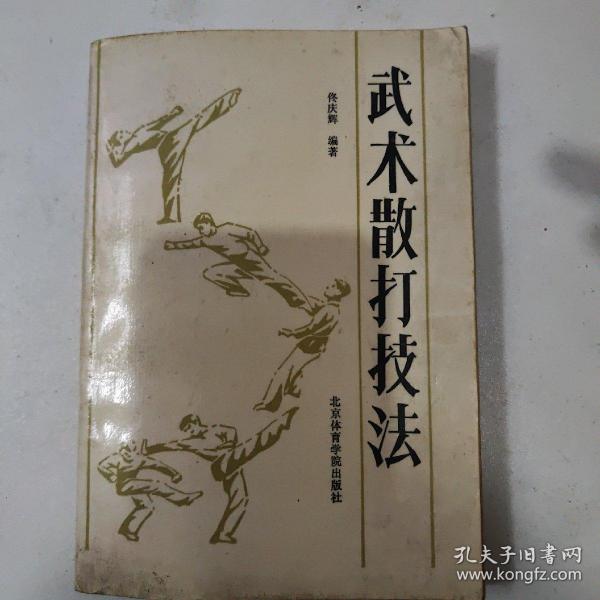 武术散打技法
佟庆辉 编著
北京体育学院出版社
孔夫子旧书网
www.kongfz.com